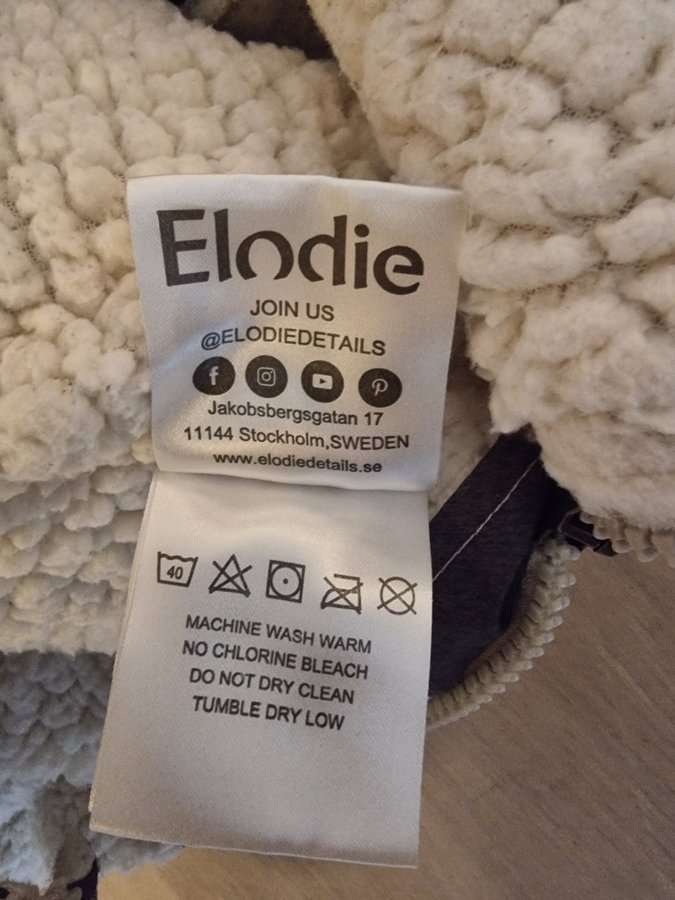 Elodie
JOIN US
@ELODIEDETAILS
Jakobsbergsgatan 17
11144 Stockholm,SWEDEN
www.elodiedetails.se
40
MACHINE WASH WARM
NO CHLORINE BLEACH
DO NOT DRY CLEAN
TUMBLE DRY LOW